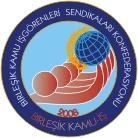 BİRLEŞİK KAMU İŞGÖRENLERİ SENDİKALARI KONFEDERASYONU
2008
BİRLEŞİK KAMU-İŞ